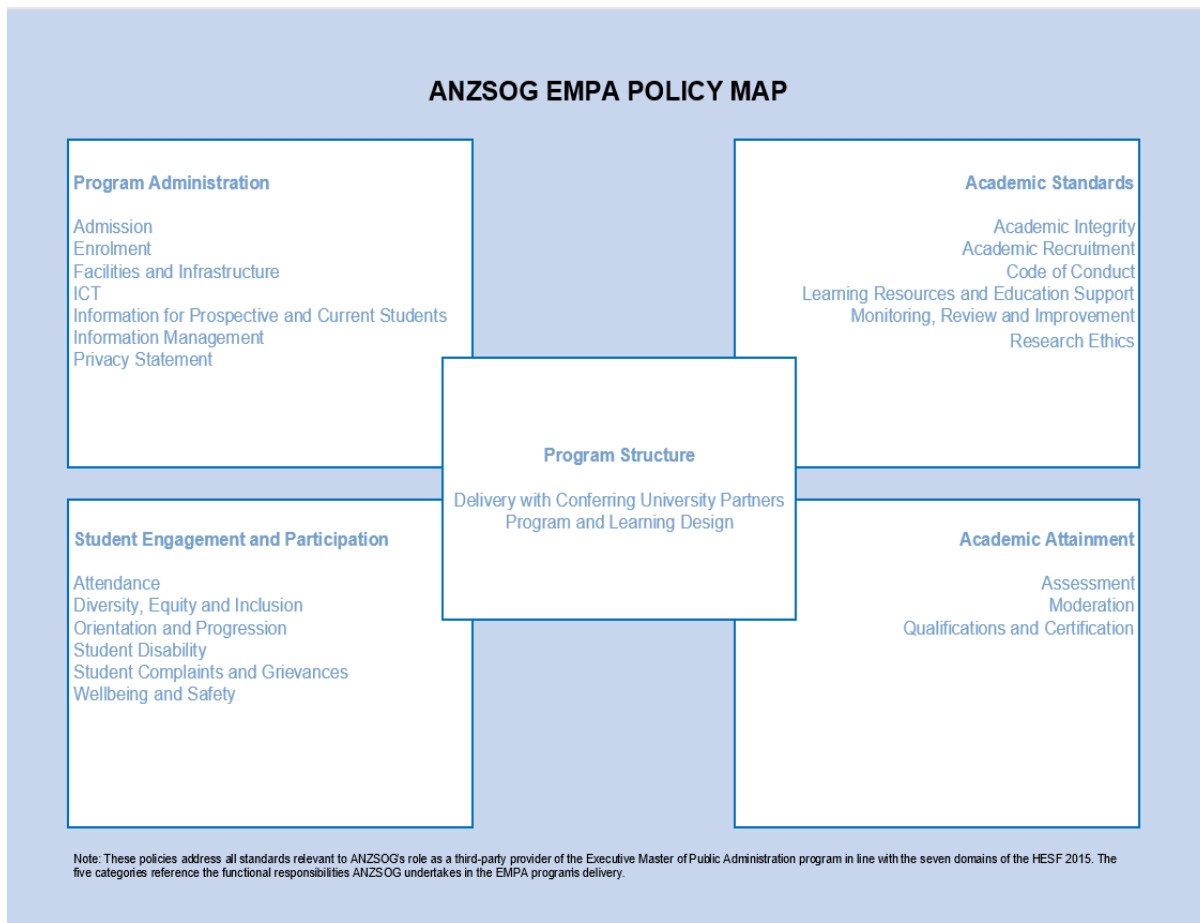 ANZSOG EMPA POLICY MAP
Program Administration
Admission
Enrolment
Facilities and Infrastructure
ICT
Information for Prospective and Current Students
Information Management
Privacy Statement
Academic Standards
Academic Integrity
Academic Recruitment
Code of Conduct
Learning Resources and Education Support
Monitoring, Review and Improvement
Research Ethics
Program Structure
Delivery with Conferring University Partners
Program and Learning Design
Student Engagement and Participation
Attendance
Diversity, Equity and Inclusion
Orientation and Progression
Student Disability
Student Complaints and Grievances
Wellbeing and Safety
Academic Attainment
Assessment
Moderation
Qualifications and Certification
Note: These policies address all standards relevant to ANZSOG's role as a third-party provider of the Executive Master of Public Administration program in line with the seven domains of the HESF 2015. The
five categories reference the functional responsibilities ANZSOG undertakes in the EMPA program's delivery.